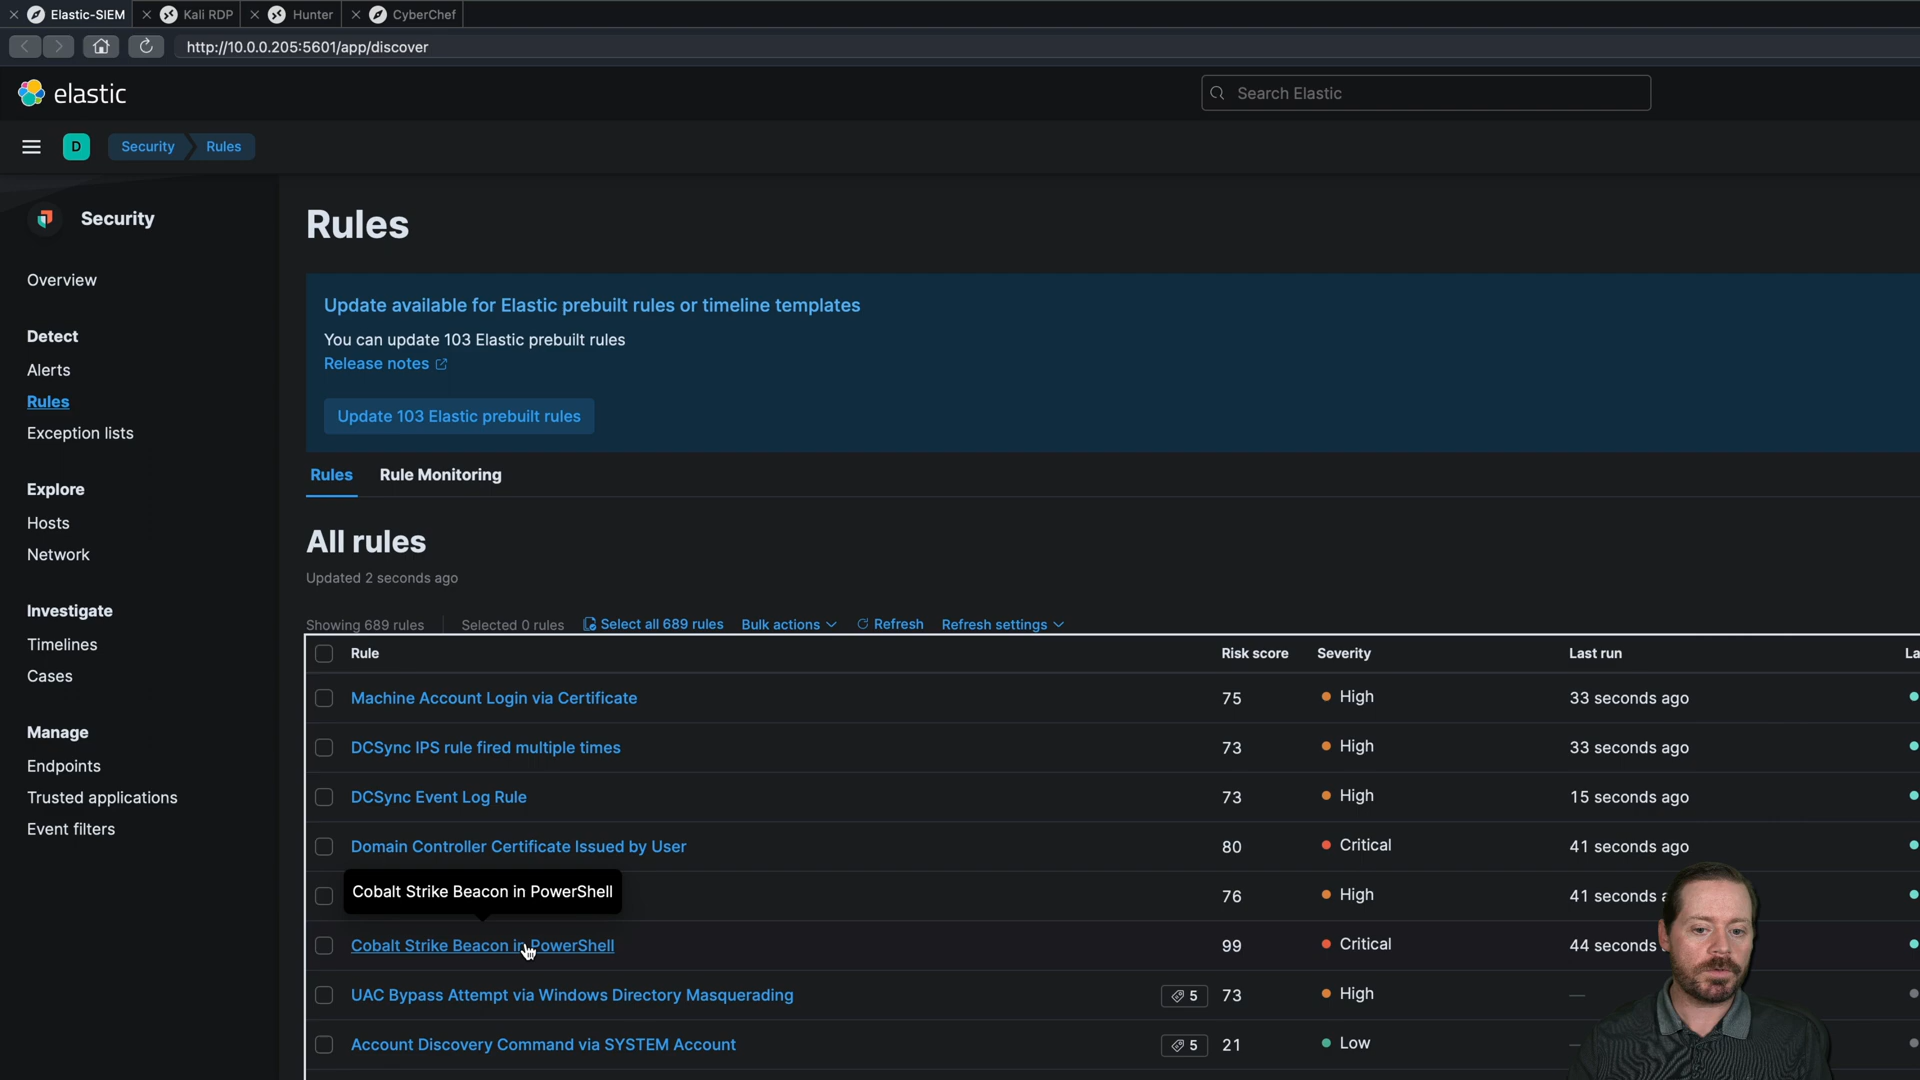 Elastic-SIEM
Kali RDP
Hunter
CyberChef
http://10.0.0.205:5601/app/discover
elastic
Search Elastic
D
Security
Rules
Security
Overview
Detect
Alerts
Rules
Exception lists
Explore
Hosts
Network
Investigate
Timelines
Cases
Manage
Endpoints
Trusted applications
Event filters
Rules
Update available for Elastic prebuilt rules or timeline templates
You can update 103 Elastic prebuilt rules
Release notes
Update 103 Elastic prebuilt rules
Rules Rule Monitoring
All rules
Updated 2 seconds ago
Showing 689 rules Selected 0 rules Select all 689 rules Bulk actions Refresh Refresh settings
Rule Risk score Severity Last run La
Machine Account Login via Certificate 75 High 33 seconds ago
DCSync IPS rule fired multiple times 73 High 33 seconds ago
DCSync Event Log Rule 73 High 15 seconds ago
Domain Controller Certificate Issued by User 80 Critical 41 seconds ago
Cobalt Strike Beacon in PowerShell 76 High 41 seconds a
Cobalt Strike Beacon in PowerShell 99 Critical 44 seconds
UAC Bypass Attempt via Windows Directory Masquerading 5 73 High —
Account Discovery Command via SYSTEM Account 5 21 Low —